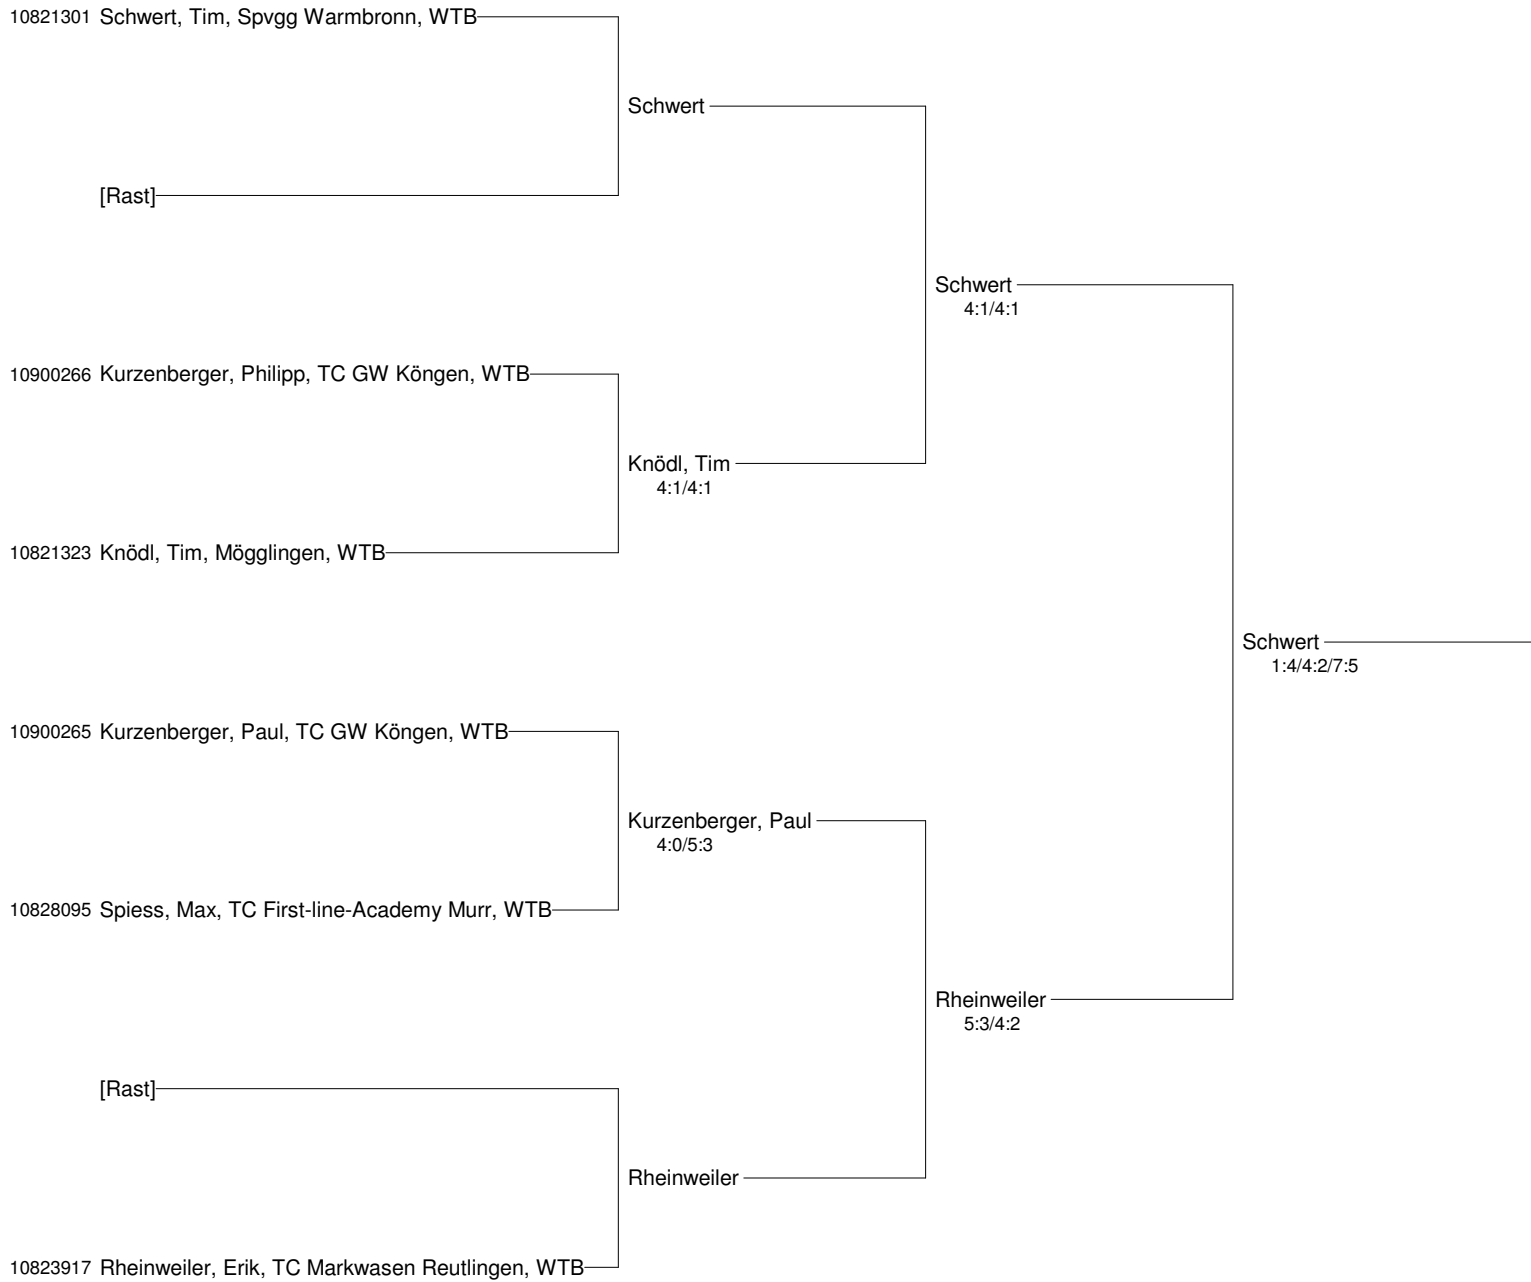 10821301 Schwert, Tim, Spvgg Warmbronn, WTB
Schwert
[Rast]
Schwert
4:1/4:1
10900266 Kurzenberger, Philipp, TC GW Köngen, WTB
Knödl, Tim
4:1/4:1
10821323 Knödl, Tim, Mögglingen, WTB
Schwert
1:4/4:2/7:5
10900265 Kurzenberger, Paul, TC GW Köngen, WTB
Kurzenberger, Paul
4:0/5:3
10828095 Spiess, Max, TC First-line-Academy Murr, WTB
Rheinweiler
5:3/4:2
[Rast]
Rheinweiler
10823917 Rheinweiler, Erik, TC Markwasen Reutlingen, WTB